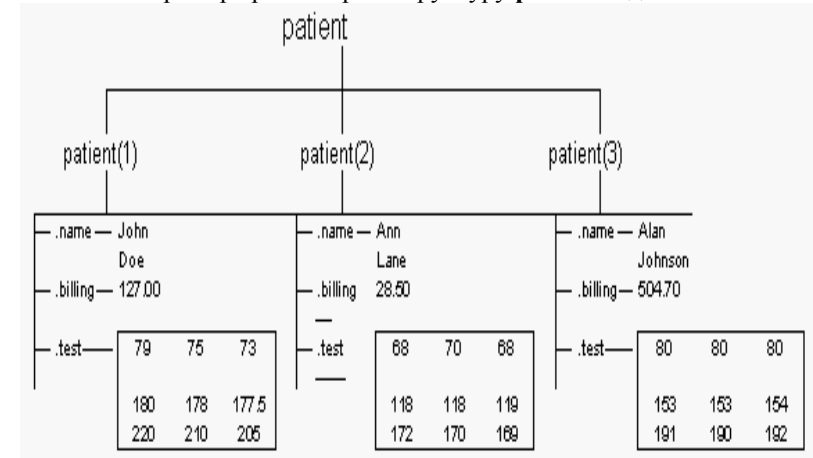 patient
patient(1) patient(2) patient(3)
.name John .name Ann .name Alan
Doe Lane Johnson
.billing 127.00 .billing 28.50 .billing 504.70
.test 79 75 73 .test 68 70 68 .test 80 80 80
180 178 177.5 118 118 119 153 153 154
220 210 205 172 170 169 191 190 192